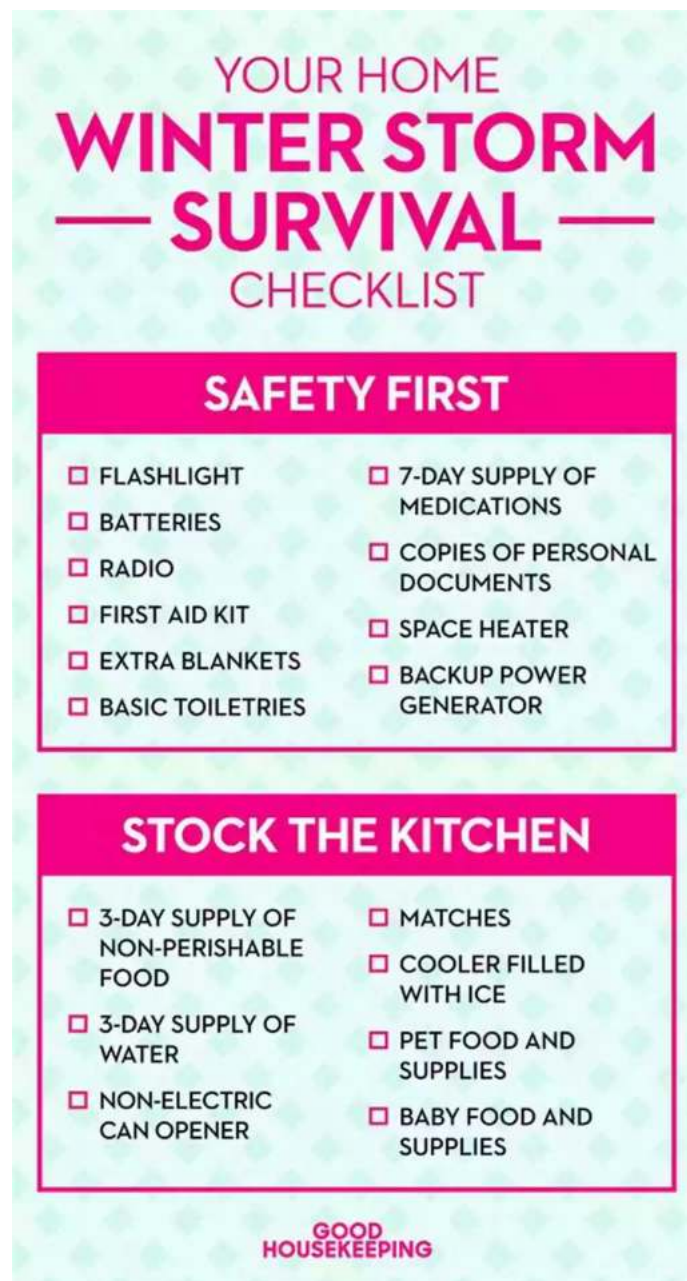 YOUR HOME
WINTER STORM
SURVIVAL
CHECKLIST
SAFETY FIRST
FLASHLIGHT
BATTERIES
RADIO
FIRST AID KIT
EXTRA BLANKETS
BASIC TOILETRIES
7-DAY SUPPLY OF
MEDICATIONS
COPIES OF PERSONAL
DOCUMENTS
SPACE HEATER
BACKUP POWER
GENERATOR
STOCK THE KITCHEN
3-DAY SUPPLY OF
NON-PERISHABLE
FOOD
3-DAY SUPPLY OF
WATER
NON-ELECTRIC
CAN OPENER
MATCHES
COOLER FILLED
WITH ICE
PET FOOD AND
SUPPLIES
BABY FOOD AND
SUPPLIES
GOOD
HOUSEKEEPING